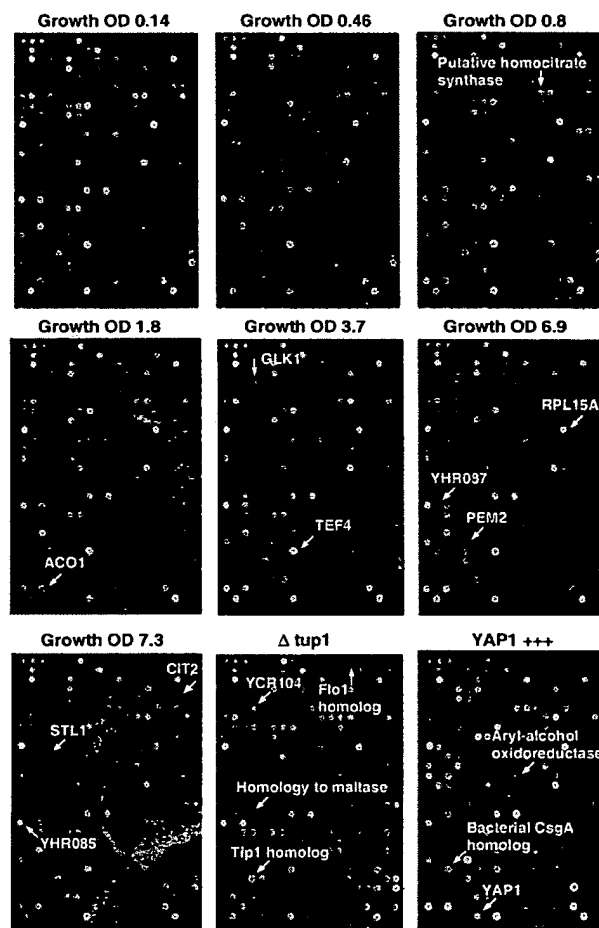 Growth OD 0.14
Growth OD 0.46
Growth OD 0.8
Putative homocitrate
synthase
Growth OD 1.8
Growth OD 3.7
Growth OD 6.9
GLK1
RPL15A
YHR087
PEM2
TEF4
ACO1
Growth OD 7.3
Δ tup1
YAP1 +++
CIT2
YCR104
Flo1
homolog
STL1
Aryl-alcohol
oxidoreductase
Homology to maltase
YHR085
Tip1 homolog
Bacterial CsgA
homolog
YAP1